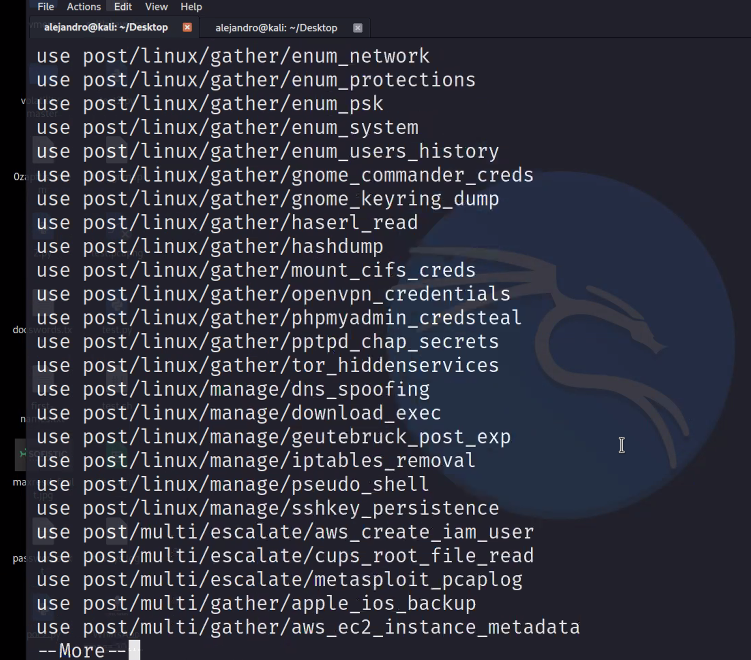 File Actions Edit View Help
alejandro@kali: ~/Desktop alejandro@kali: ~/Desktop
use post/linux/gather/enum_network
use post/linux/gather/enum_protections
use post/linux/gather/enum_psk
use post/linux/gather/enum_system
use post/linux/gather/enum_users_history
use post/linux/gather/gnome_commander_creds
use post/linux/gather/gnome_keyring_dump
use post/linux/gather/haserl_read
use post/linux/gather/hashdump
use post/linux/gather/mount_cifs_creds
use post/linux/gather/openvpn_credentials
use post/linux/gather/phpmyadmin_credsteal
use post/linux/gather/pptpd_chap_secrets
use post/linux/gather/tor_hiddenservices
use post/linux/manage/dns_spoofing
use post/linux/manage/download_exec
use post/linux/manage/geutebruck_post_exp
use post/linux/manage/iptables_removal
use post/linux/manage/pseudo_shell
use post/linux/manage/sshkey_persistence
use post/multi/escalate/aws_create_iam_user
use post/multi/escalate/cups_root_file_read
use post/multi/escalate/metasploit_pcaplog
use post/multi/gather/apple_ios_backup
use post/multi/gather/aws_ec2_instance_metadata
--More--